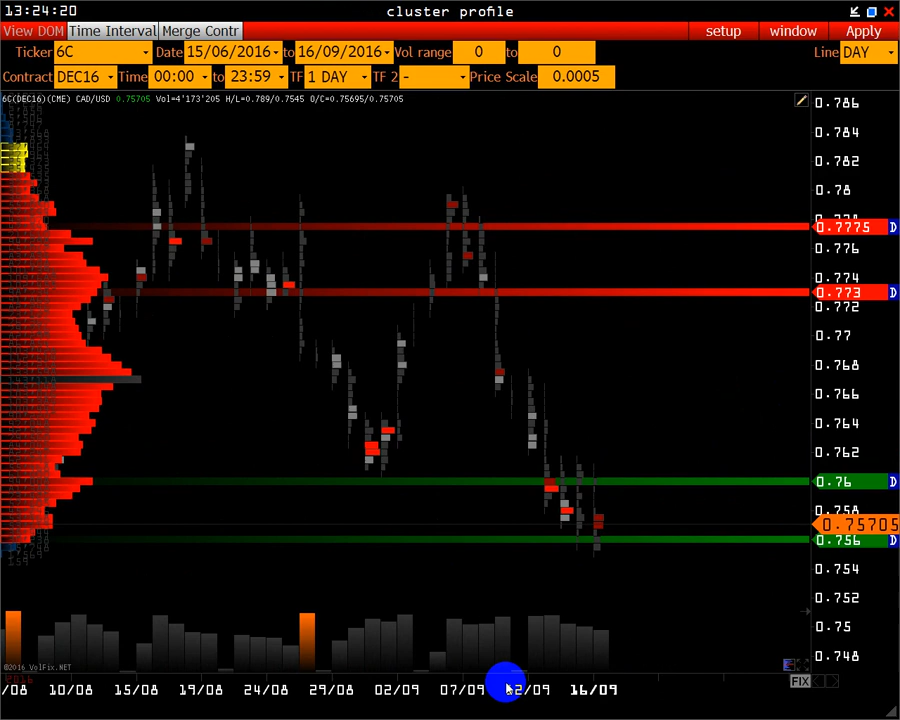 13:24:20 cluster profile
View DOM Time Interval Merge Contr setup window Apply
Ticker 6C Date 15/06/2016 to 16/09/2016 Vol range 0 to 0 Line DAY
Contract DEC16 Time 00:00 to 23:59 TF 1 DAY TF 2 - Price Scale 0.0005
6C(DEC16)(CME) CAD/USD 0.75705 Vol=4'173'205 H/L=0.789/0.7545 O/C=0.75695/0.75705
0.786
0.784
0.782
0.78
0.7775 D
0.776
0.774
0.773 D
0.772
0.77
0.768
0.766
0.764
0.762
0.76 D
0.758
0.75705
0.756 D
0.754
0.752
0.75
0.748
©2016 VolFix.NET
2016
FIX
/08 10/08 15/08 19/08 24/08 29/08 02/09 07/09 12/09 16/09